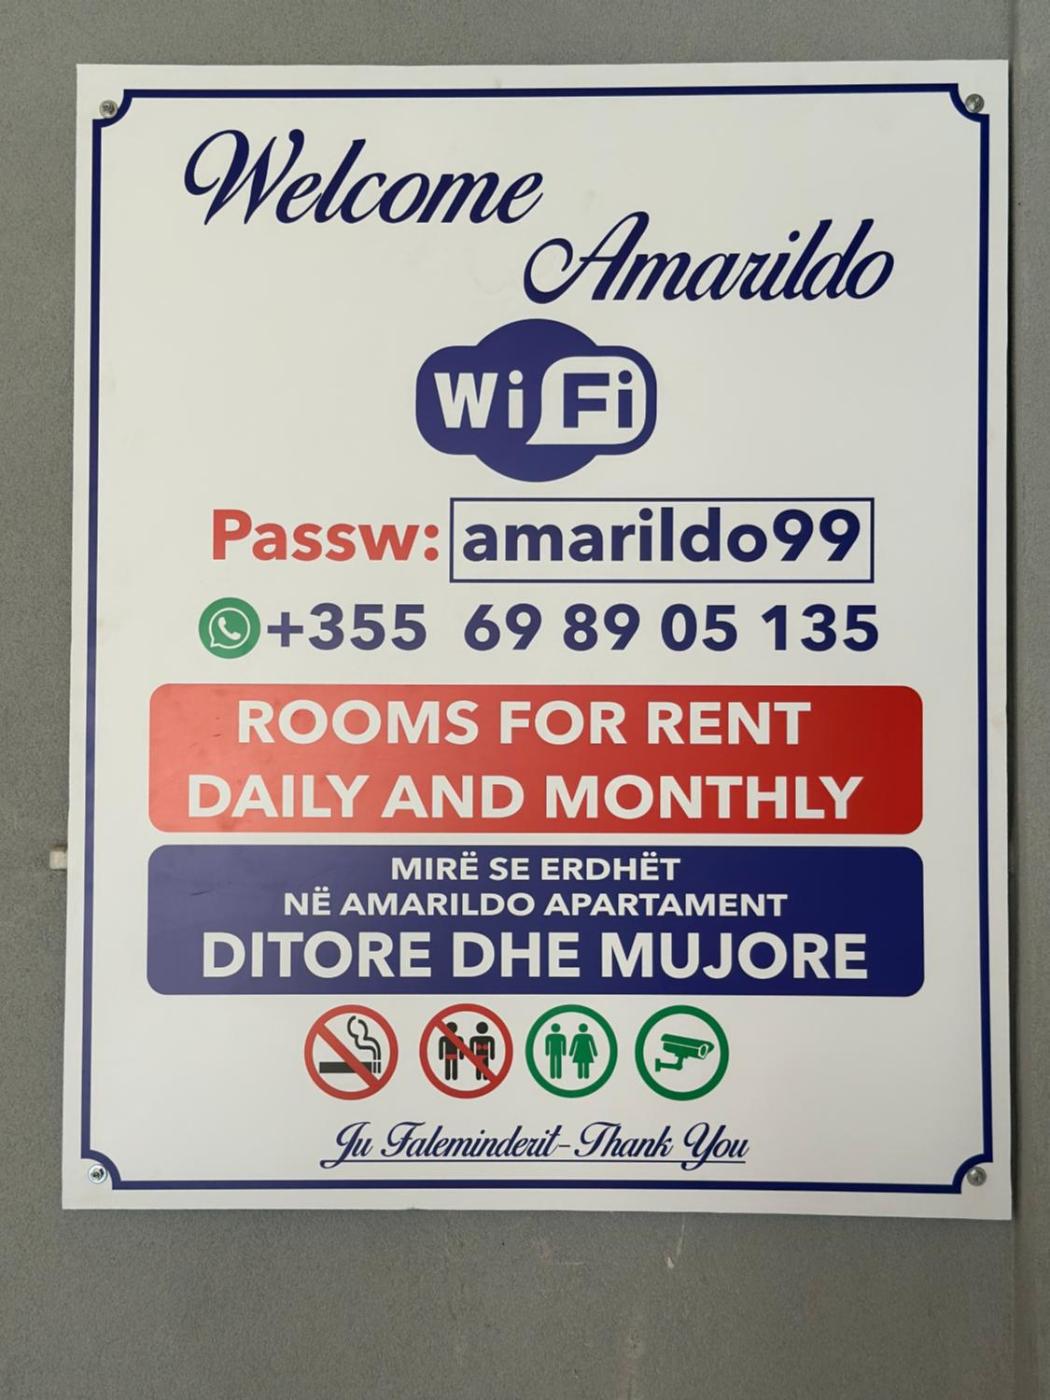 Welcome
Amarildo
WiFi
Passw: amarildo99
+355 69 89 05 135
ROOMS FOR RENT
DAILY AND MONTHLY
MIRË SE ERDHËT
NË AMARILDO APARTAMENT
DITORE DHE MUJORE
Ju Faleminderit-Thank You